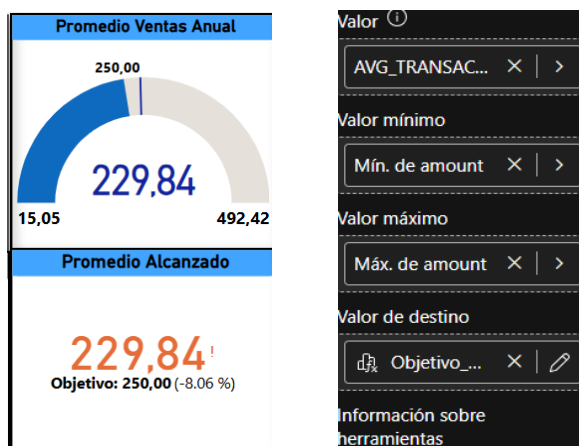 Promedio Ventas Anual
250,00
229,84
15,05
492,42
Promedio Alcanzado
229,84!
Objetivo: 250,00 (-8.06 %)
Valor
AVG_TRANSAC...
Valor mínimo
Mín. de amount
Valor máximo
Máx. de amount
Valor de destino
Objetivo_...
Información sobre
herramientas